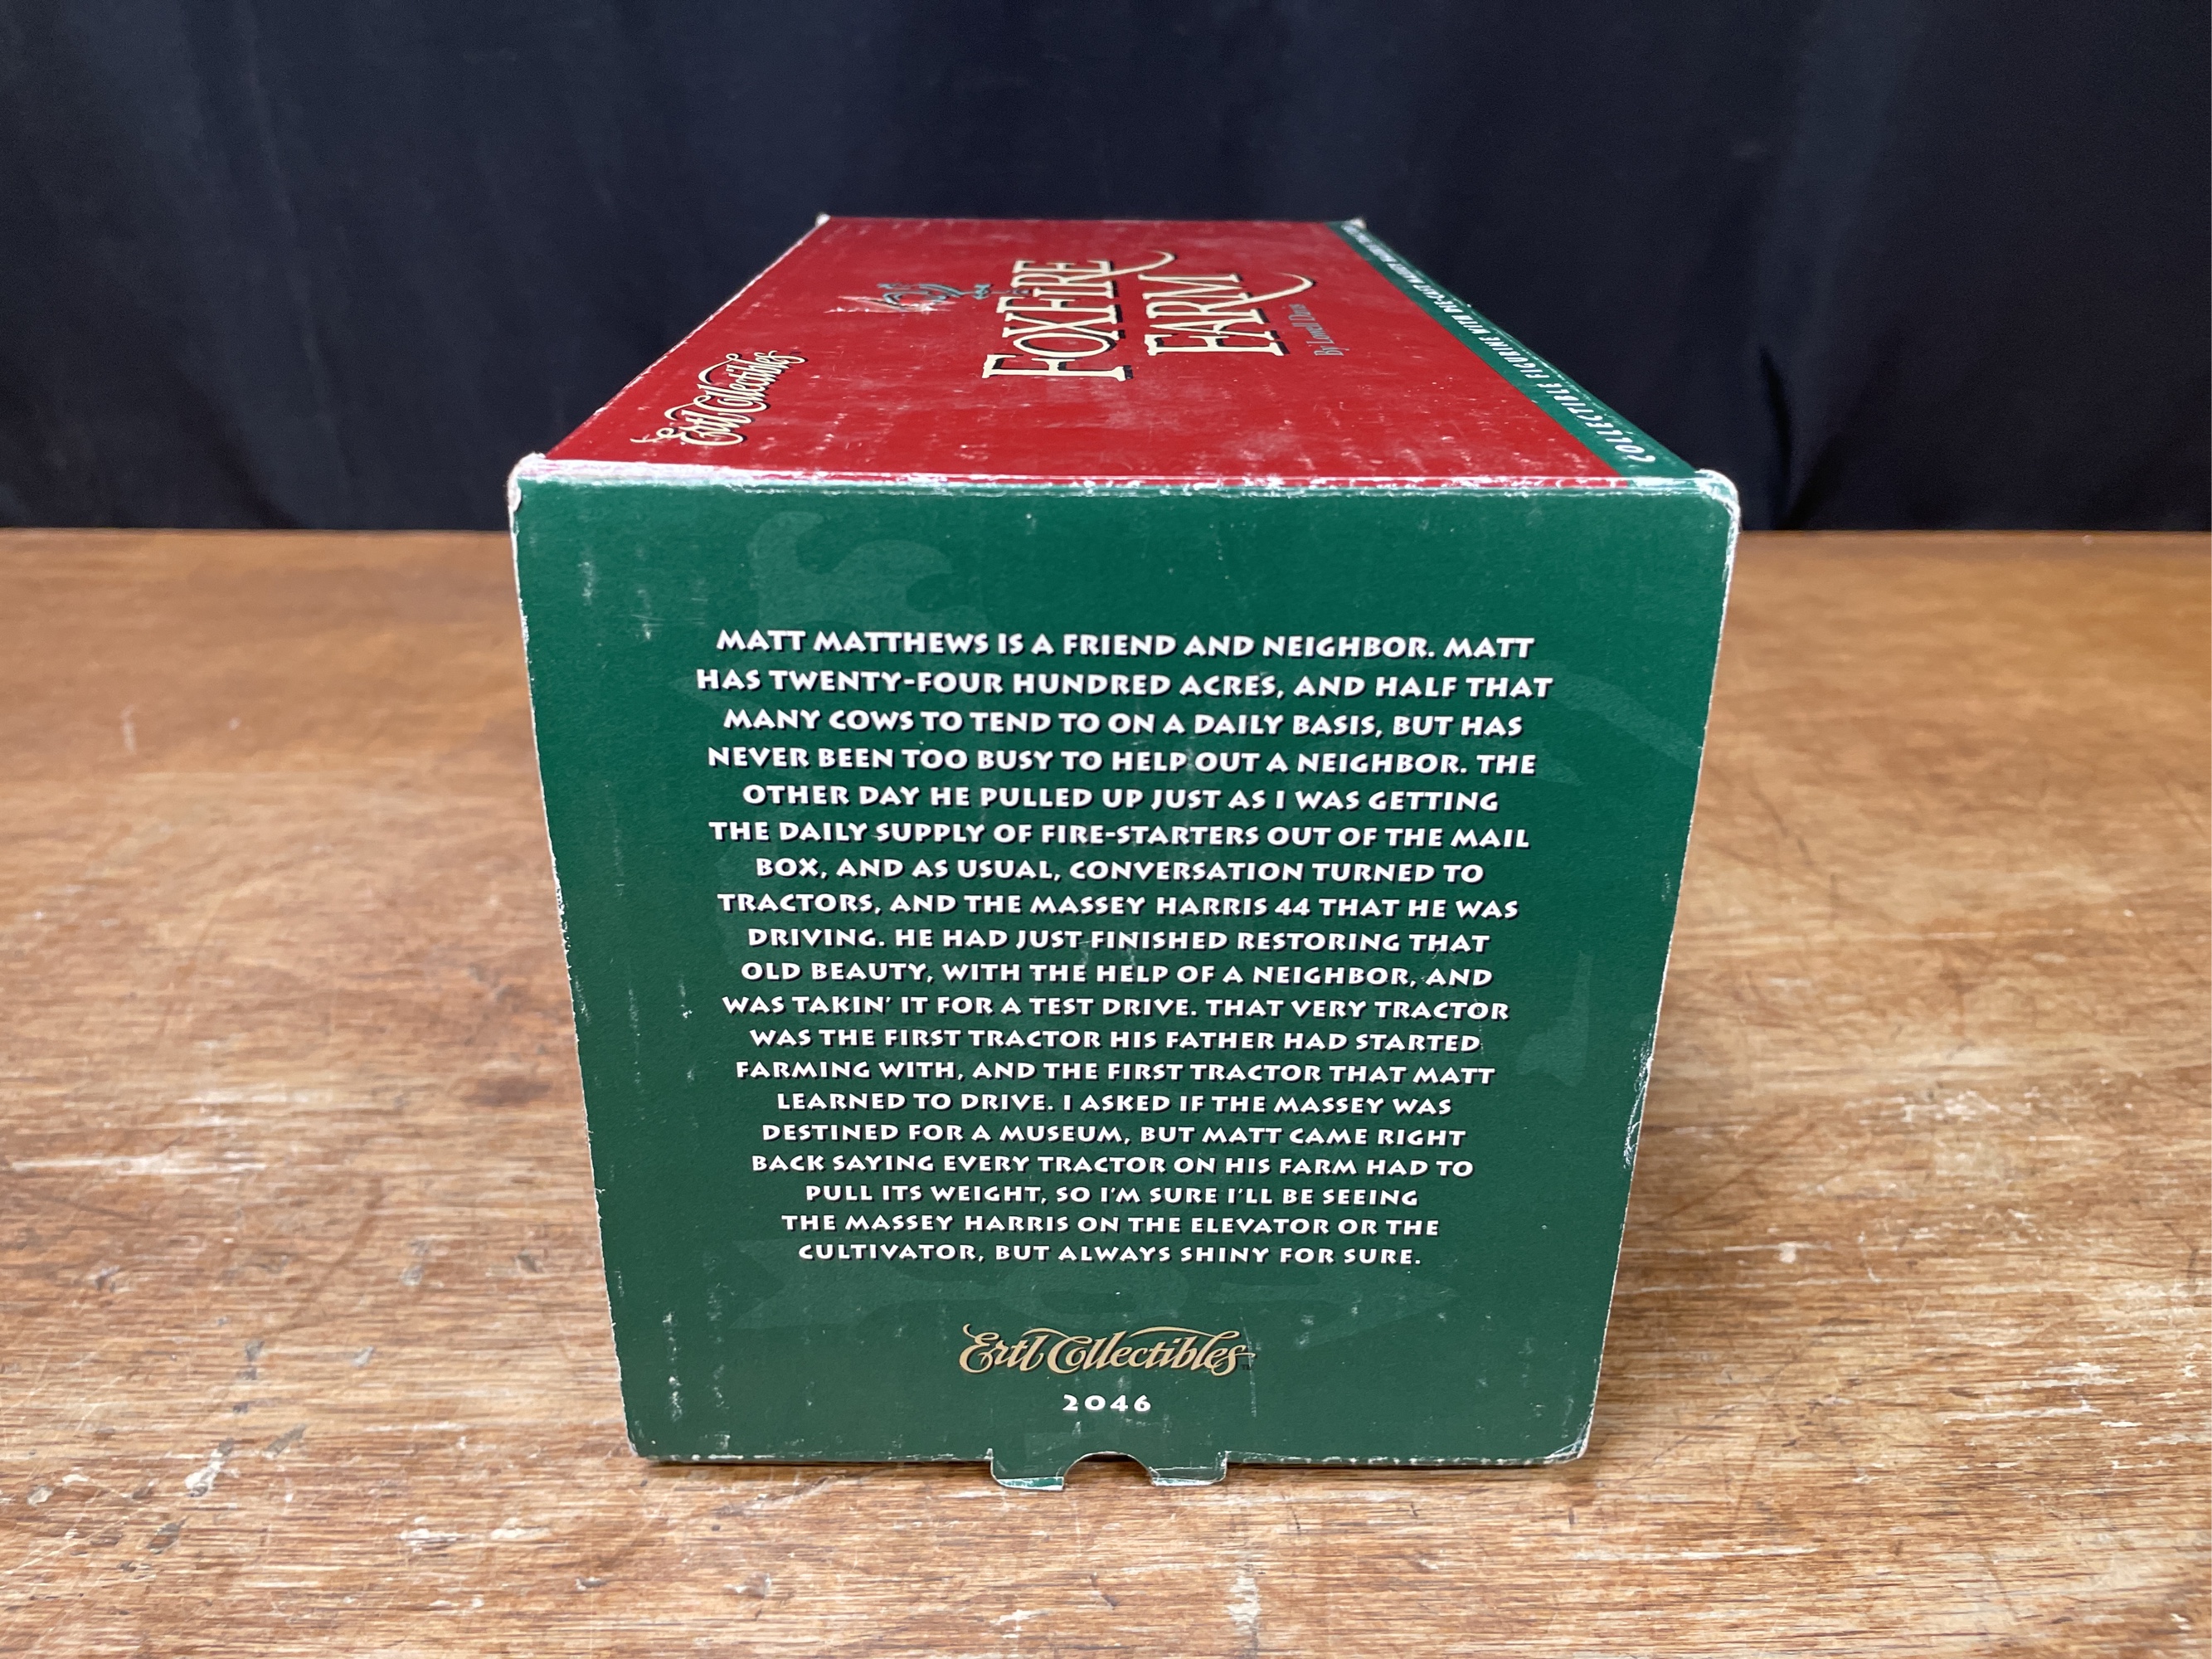 Ertl Collectibles
FOXFIRE
FARM
By Lowell Davis
COLLECTIBLE FIGURINE WITH DIE-CAST
MATT MATTHEWS IS A FRIEND AND NEIGHBOR. MATT
HAS TWENTY-FOUR HUNDRED ACRES, AND HALF THAT
MANY COWS TO TEND TO ON A DAILY BASIS, BUT HAS
NEVER BEEN TOO BUSY TO HELP OUT A NEIGHBOR. THE
OTHER DAY HE PULLED UP JUST AS I WAS GETTING
THE DAILY SUPPLY OF FIRE-STARTERS OUT OF THE MAIL
BOX, AND AS USUAL, CONVERSATION TURNED TO
TRACTORS, AND THE MASSEY HARRIS 44 THAT HE WAS
DRIVING. HE HAD JUST FINISHED RESTORING THAT
OLD BEAUTY, WITH THE HELP OF A NEIGHBOR, AND
WAS TAKIN' IT FOR A TEST DRIVE. THAT VERY TRACTOR
WAS THE FIRST TRACTOR HIS FATHER HAD STARTED
FARMING WITH, AND THE FIRST TRACTOR THAT MATT
LEARNED TO DRIVE. I ASKED IF THE MASSEY WAS
DESTINED FOR A MUSEUM, BUT MATT CAME RIGHT
BACK SAYING EVERY TRACTOR ON HIS FARM HAD TO
PULL ITS WEIGHT, SO I'M SURE I'LL BE SEEING
THE MASSEY HARRIS ON THE ELEVATOR OR THE
CULTIVATOR, BUT ALWAYS SHINY FOR SURE.
Ertl Collectibles
2046